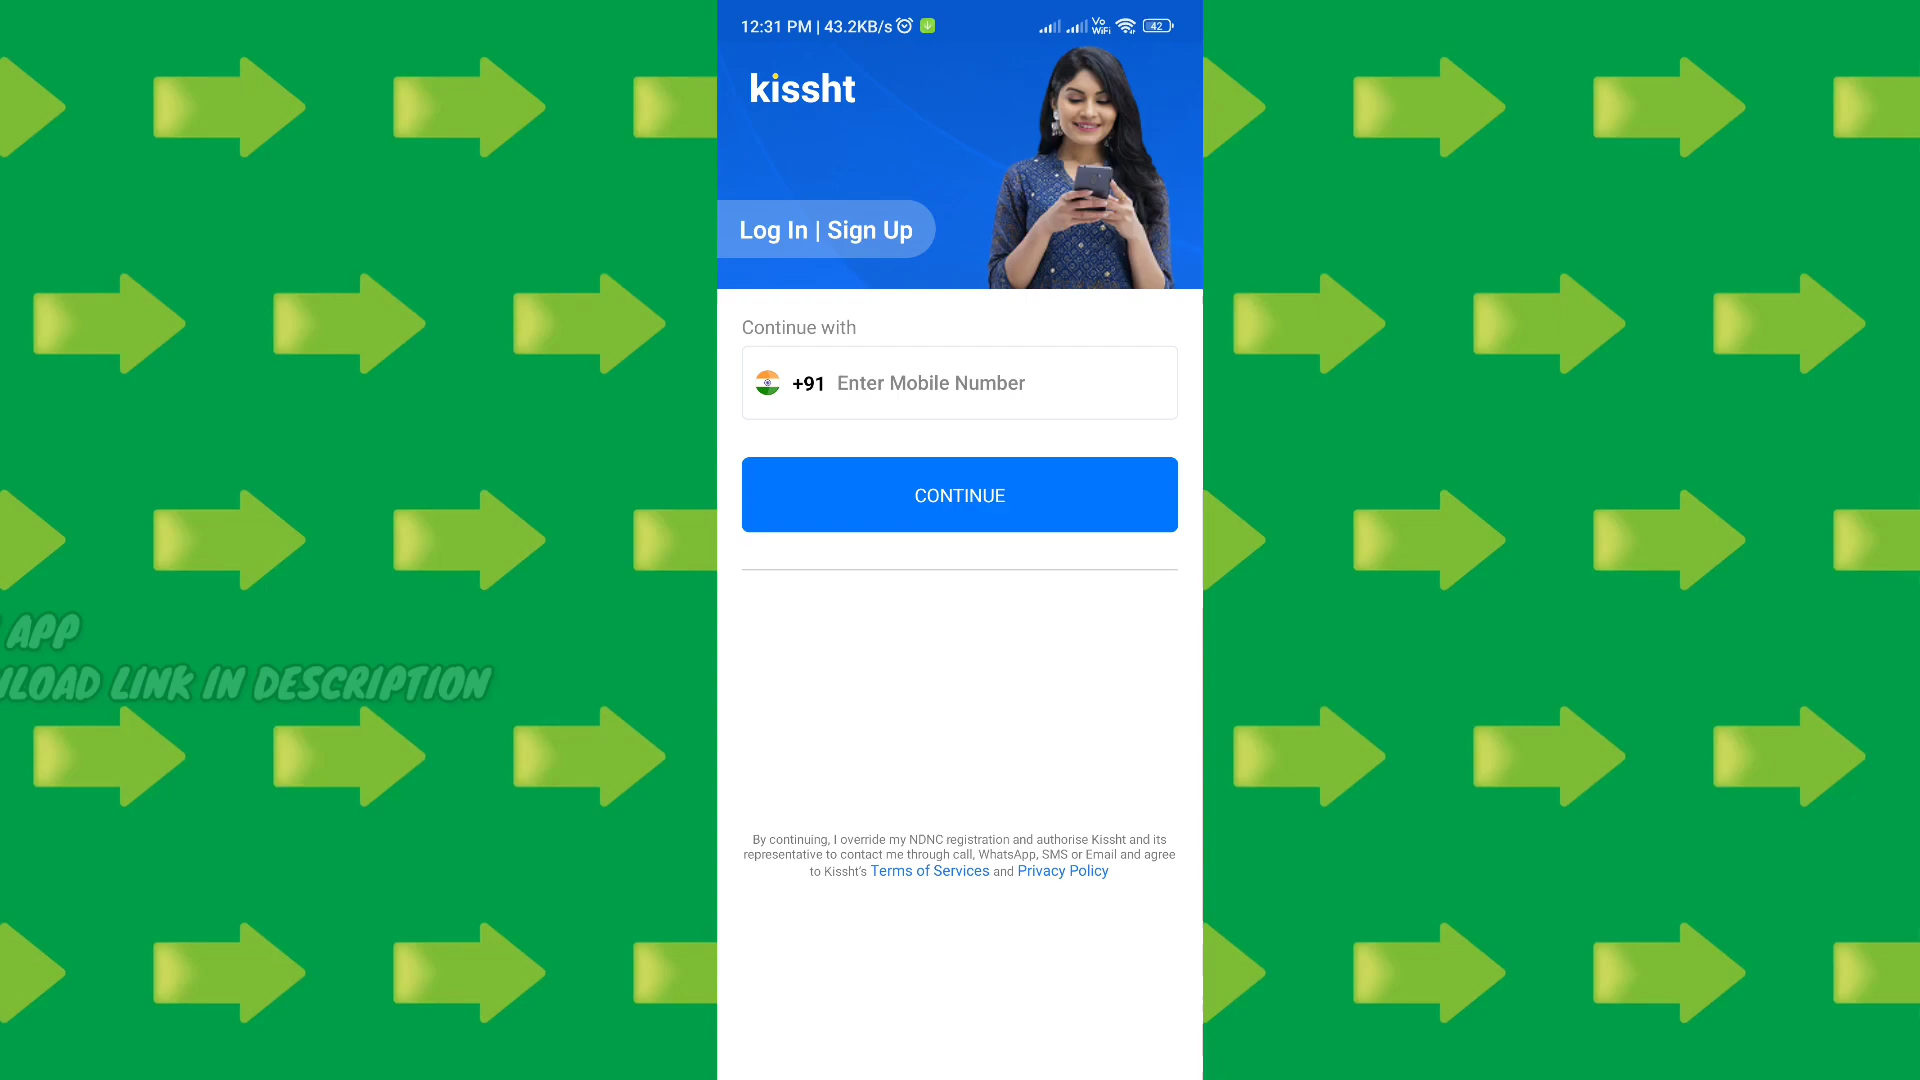 12:31 PM | 43.2KB/s
Vo
WiFi
42
kissht
Log In | Sign Up
Continue with
+91 Enter Mobile Number
CONTINUE
APP
LINK IN DESCRIPTION
By continuing, I override my NDNC registration and authorise Kissht and its
representative to contact me through call, WhatsApp, SMS or Email and agree
to Kissht's Terms of Services and Privacy Policy